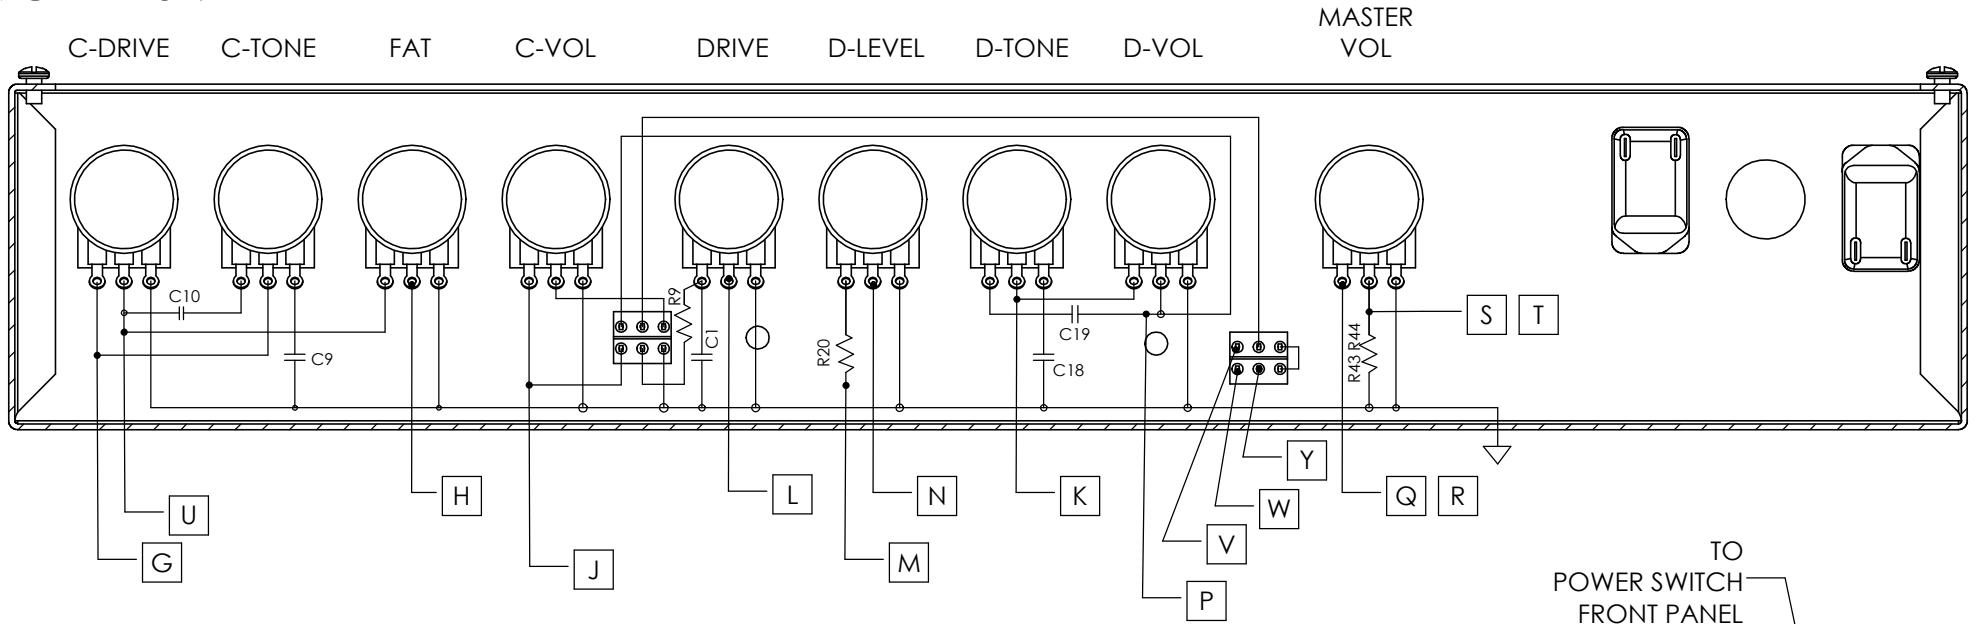 MASTER
C-DRIVE C-TONE FAT C-VOL DRIVE D-LEVEL D-TONE D-VOL VOL
C10
R9
C1
C9
R20
C19
C18
R43 R44
S T
Y
H L N K Q R
U W
V
G J M
P
TO
POWER SWITCH
FRONT PANEL